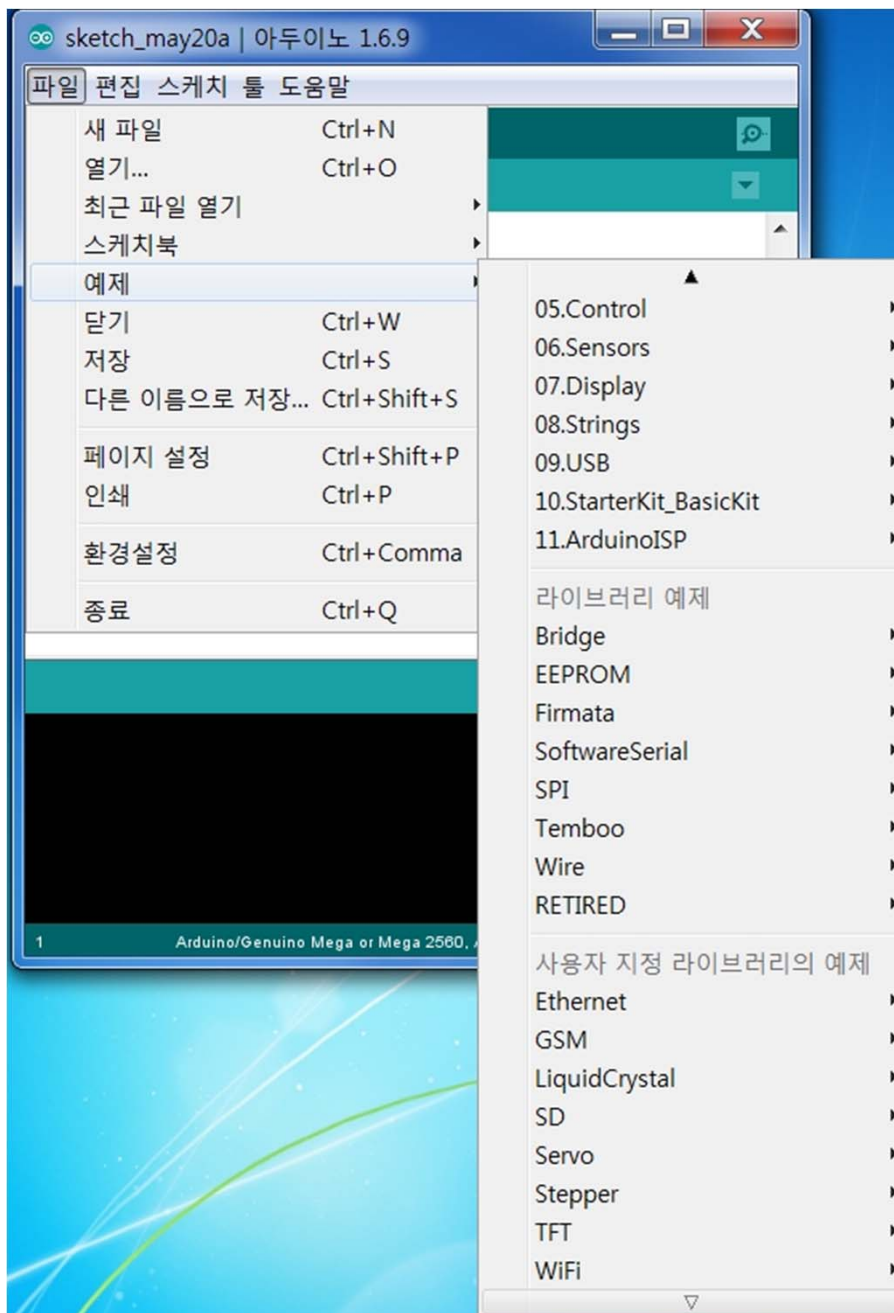 sketch_may20a | 아두이노 1.6.9
파일 편집 스케치 툴 도움말
새 파일 Ctrl+N
열기... Ctrl+O
최근 파일 열기
스케치북
예제
닫기 Ctrl+W
저장 Ctrl+S
다른 이름으로 저장... Ctrl+Shift+S
페이지 설정 Ctrl+Shift+P
인쇄 Ctrl+P
환경설정 Ctrl+Comma
종료 Ctrl+Q
05.Control
06.Sensors
07.Display
08.Strings
09.USB
10.StarterKit_BasicKit
11.ArduinoISP
라이브러리 예제
Bridge
EEPROM
Firmata
SoftwareSerial
SPI
Temboo
Wire
RETIRED
사용자 지정 라이브러리의 예제
Ethernet
GSM
LiquidCrystal
SD
Servo
Stepper
TFT
WiFi
1 Arduino/Genuino Mega or Mega 2560,